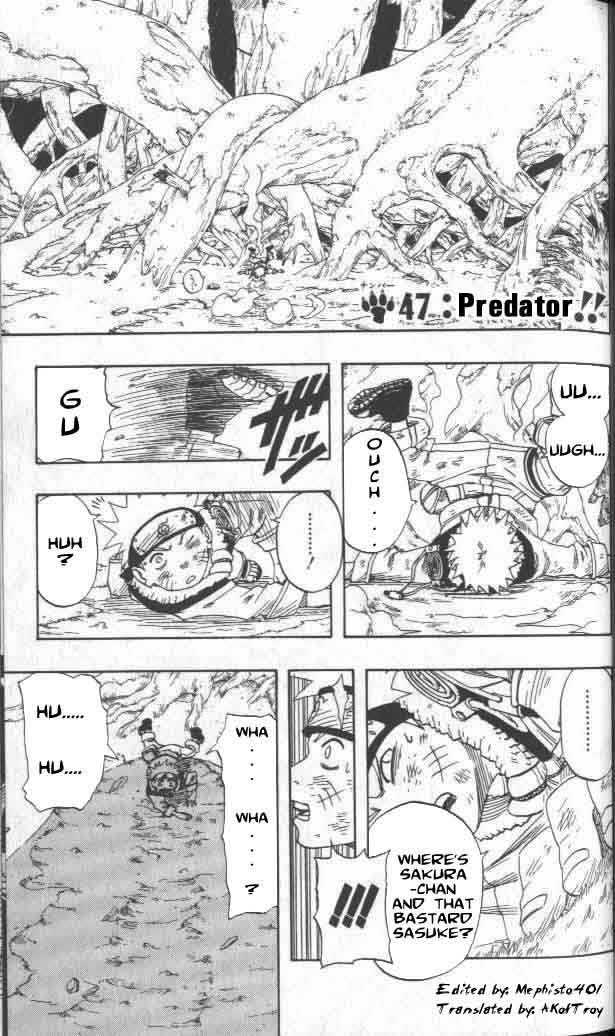 47: Predator!!
UU...
UUGH...
OUCH....
GU
.........
HUH
?
.........
WHERE'S
SAKURA
-CHAN
AND THAT
BASTARD
SASUKE?
!!!
WHA
...
WHA
...
?
HU.....
HU....
Edited by: Mephisto401
Translated by: AKofTroy